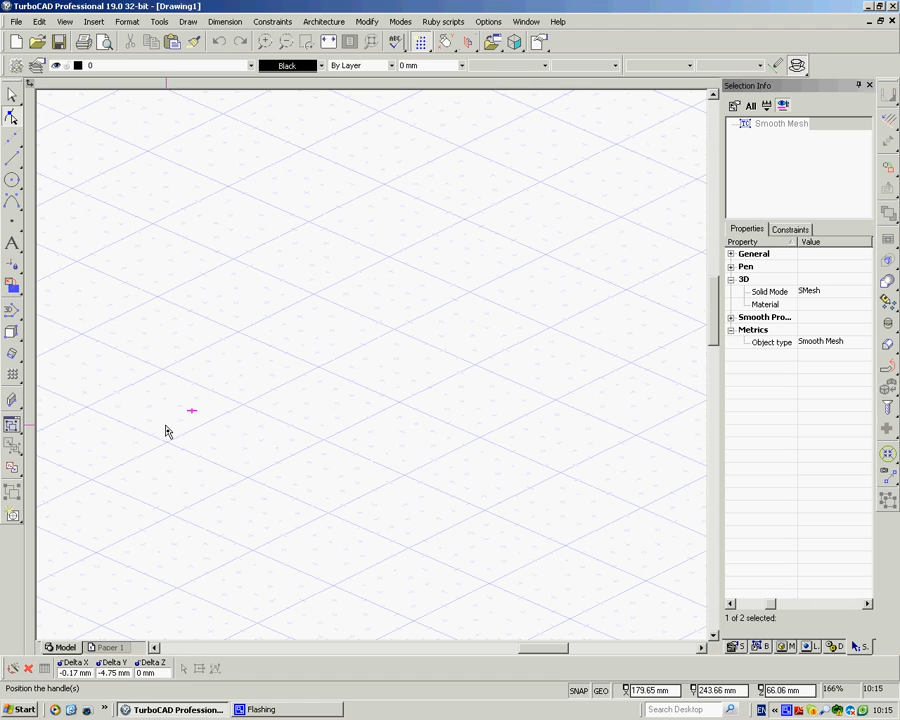 TurboCAD Professional 19.0 32-bit - [Drawing1]
File Edit View Insert Format Tools Draw Dimension Constraints Architecture Modify Modes Ruby scripts Options Window Help
ABC
0 Black By Layer 0 mm
Selection Info
All
Smooth Mesh
Properties Constraints
Property Value
General
Pen
3D
Solid Mode SMesh
Material
Smooth Pro...
Metrics
Object type Smooth Mesh
1 of 2 selected:
S B M L. D S.
Model Paper 1
Delta X Delta Y Delta Z
-0.17 mm -4.75 mm 0 mm
Position the handle(s)
SNAP GEO 179.65 mm 243.66 mm 66.06 mm 166% 10:15
Start TurboCAD Profession... Flashing Search Desktop EN 10:15